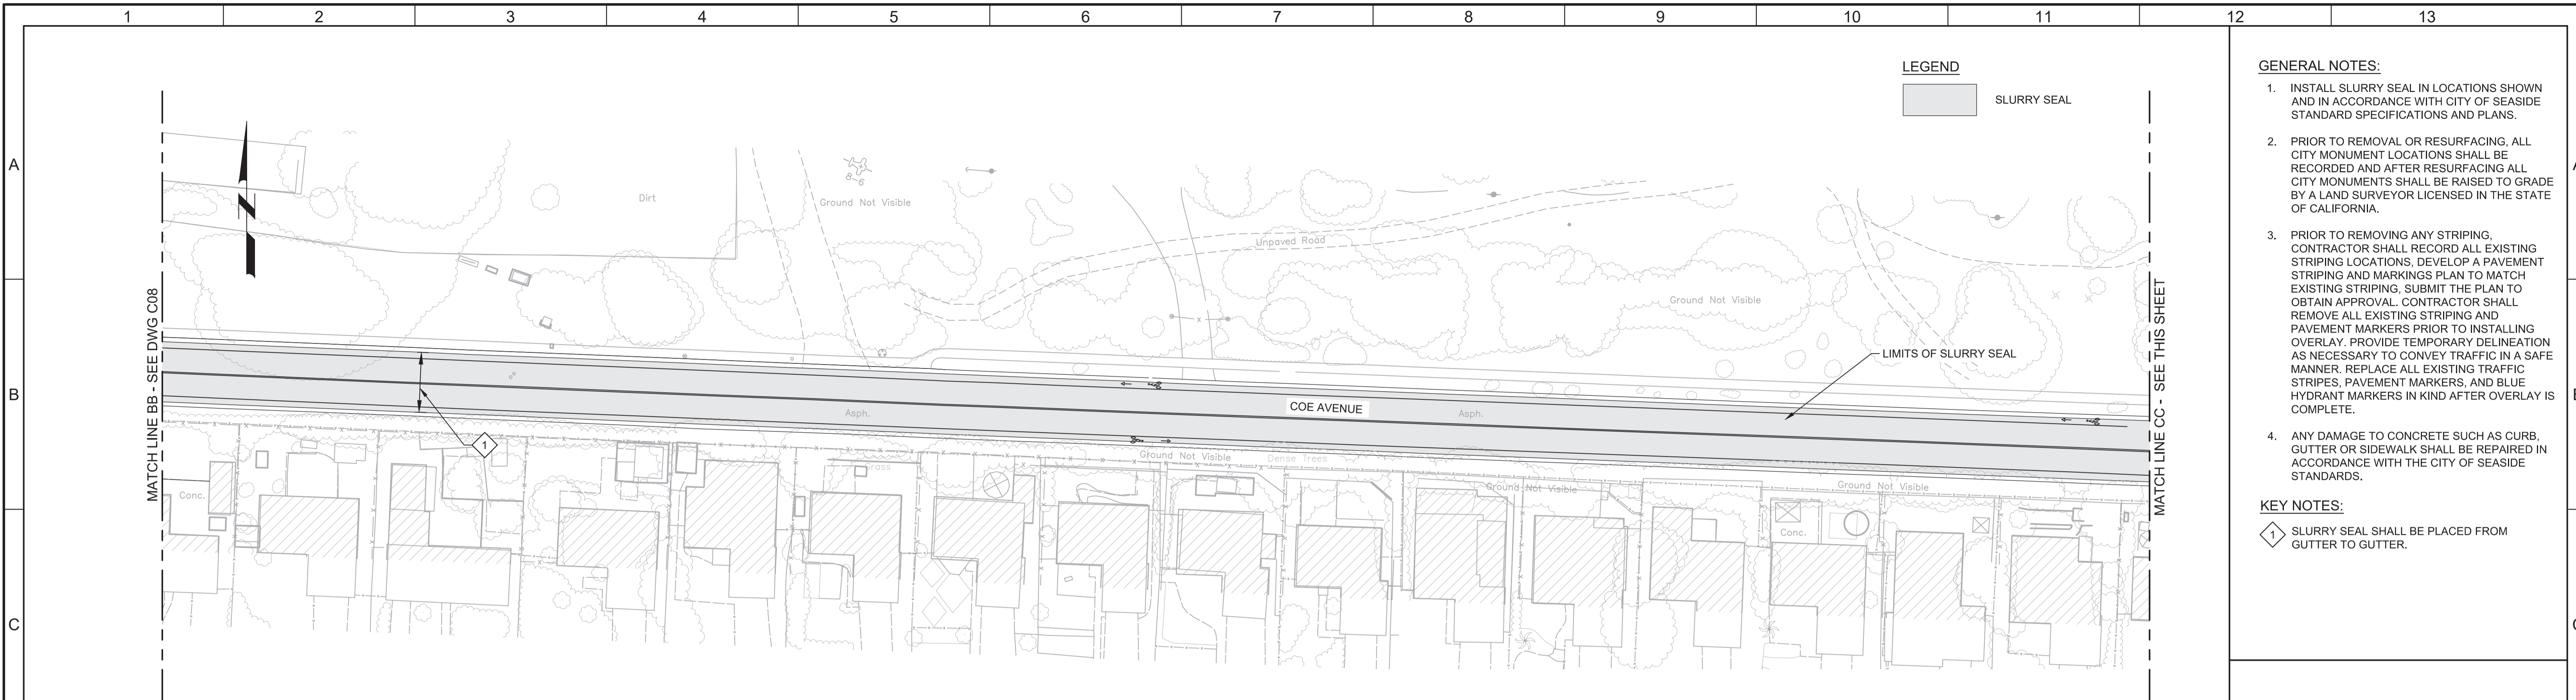 1 2 3 4 5 6 7 8 9 10 11 12 13
A
B
C
LEGEND
SLURRY SEAL
Dirt
8-6
Ground Not Visible
Unpaved Road
Ground Not Visible
MATCH LINE BB - SEE DWG C08
LIMITS OF SLURRY SEAL
COE AVENUE
Asph.
Asph.
1
Ground Not Visible
Dense Trees
Grass
Ground Not Visible
Ground Not Visible
Conc.
Conc.
MATCH LINE CC - SEE THIS SHEET
GENERAL NOTES:
1. INSTALL SLURRY SEAL IN LOCATIONS SHOWN
AND IN ACCORDANCE WITH CITY OF SEASIDE
STANDARD SPECIFICATIONS AND PLANS.
2. PRIOR TO REMOVAL OR RESURFACING, ALL
CITY MONUMENT LOCATIONS SHALL BE
RECORDED AND AFTER RESURFACING ALL
CITY MONUMENTS SHALL BE RAISED TO GRADE
BY A LAND SURVEYOR LICENSED IN THE STATE
OF CALIFORNIA.
3. PRIOR TO REMOVING ANY STRIPING,
CONTRACTOR SHALL RECORD ALL EXISTING
STRIPING LOCATIONS, DEVELOP A PAVEMENT
STRIPING AND MARKINGS PLAN TO MATCH
EXISTING STRIPING, SUBMIT THE PLAN TO
OBTAIN APPROVAL. CONTRACTOR SHALL
REMOVE ALL EXISTING STRIPING AND
PAVEMENT MARKERS PRIOR TO INSTALLING
OVERLAY. PROVIDE TEMPORARY DELINEATION
AS NECESSARY TO CONVEY TRAFFIC IN A SAFE
MANNER. REPLACE ALL EXISTING TRAFFIC
STRIPES, PAVEMENT MARKERS, AND BLUE
HYDRANT MARKERS IN KIND AFTER OVERLAY IS
COMPLETE.
4. ANY DAMAGE TO CONCRETE SUCH AS CURB,
GUTTER OR SIDEWALK SHALL BE REPAIRED IN
ACCORDANCE WITH THE CITY OF SEASIDE
STANDARDS.
KEY NOTES:
1 SLURRY SEAL SHALL BE PLACED FROM
GUTTER TO GUTTER.